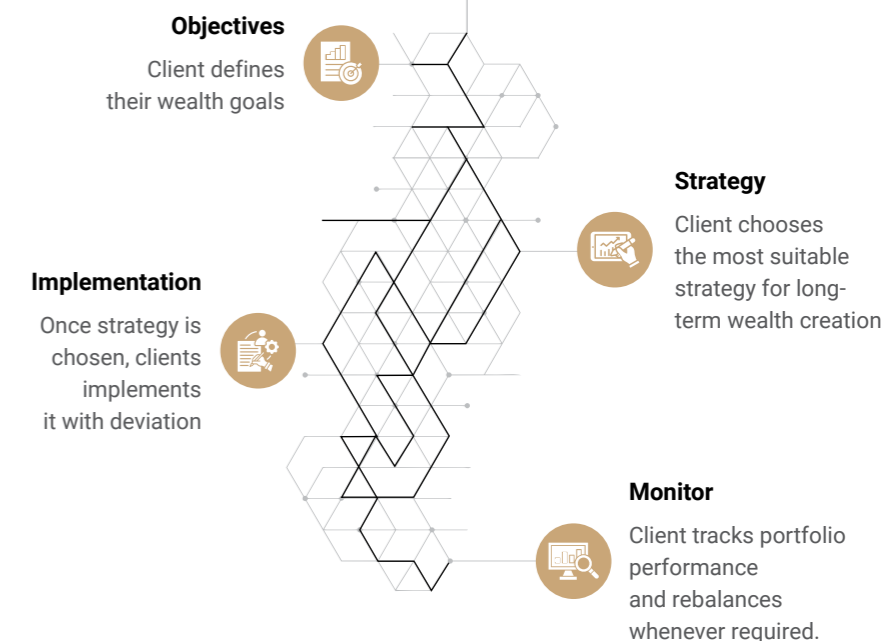 Objectives
Client defines
their wealth goals
Strategy
Client chooses
the most suitable
strategy for long-
term wealth creation
Implementation
Once strategy is
chosen, clients
implements
it with deviation
Monitor
Client tracks portfolio
performance
and rebalances
whenever required.